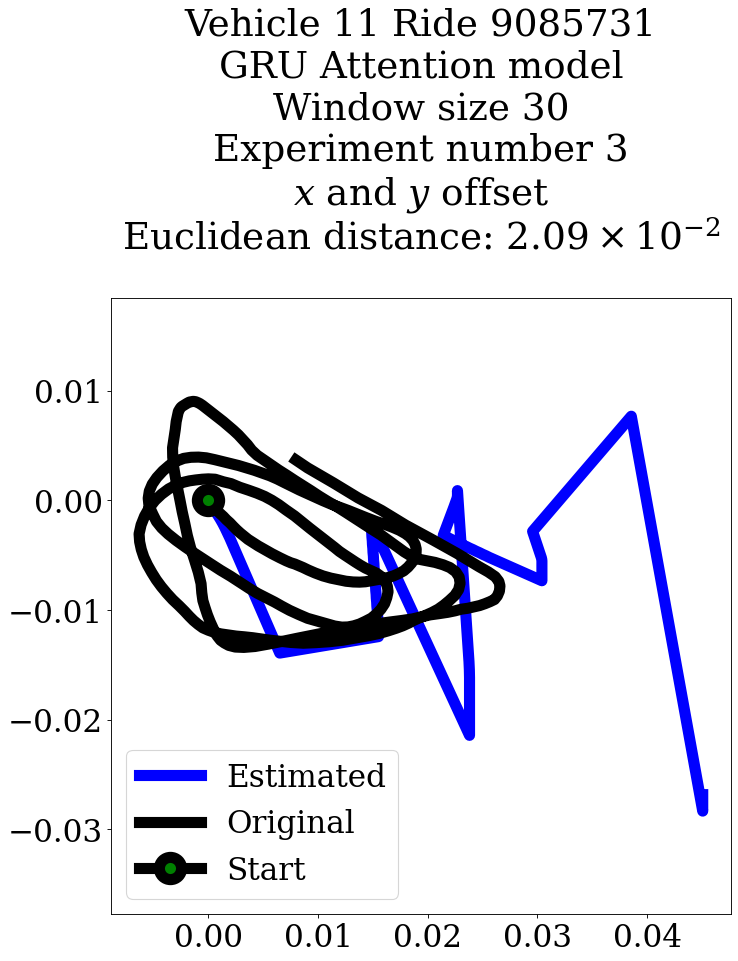 Vehicle 11 Ride 9085731
GRU Attention model
Window size 30
Experiment number 3
x and y offset
Euclidean distance: 2.09 × 10⁻²
0.01
0.00
−0.01
−0.02
−0.03
Estimated
Original
Start
0.00 0.01 0.02 0.03 0.04